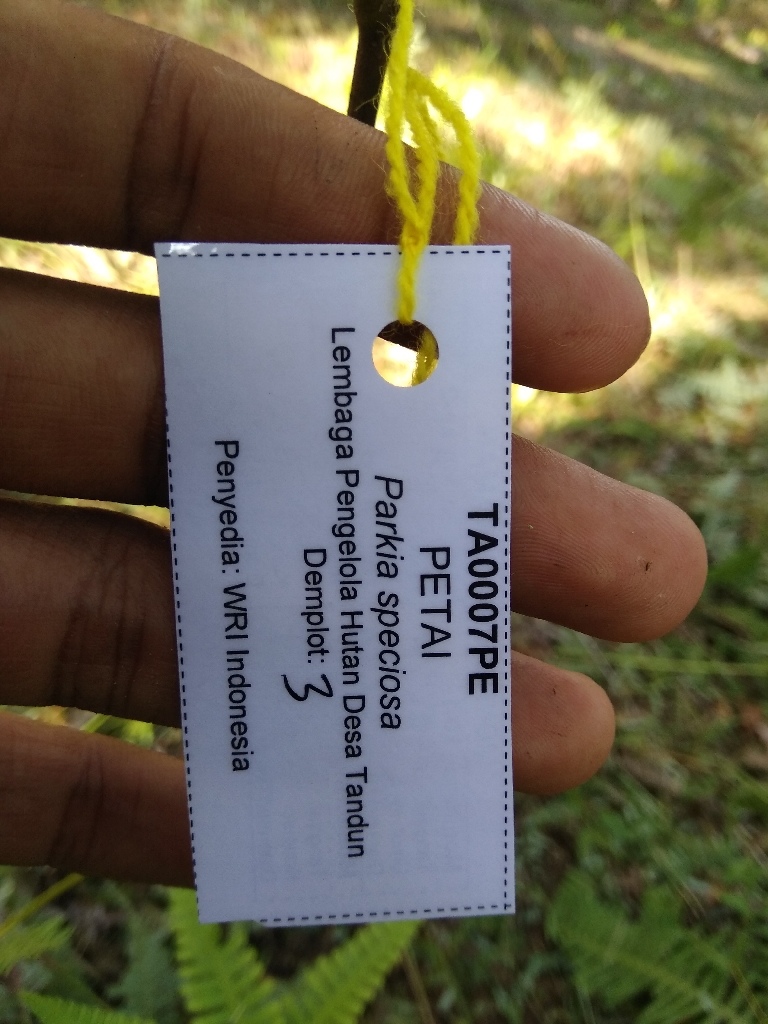 TA0007PE
PETAI
Parkia speciosa
Lembaga Pengelola Hutan Desa Tandun
Demplot: 3
Penyedia: WRI Indonesia